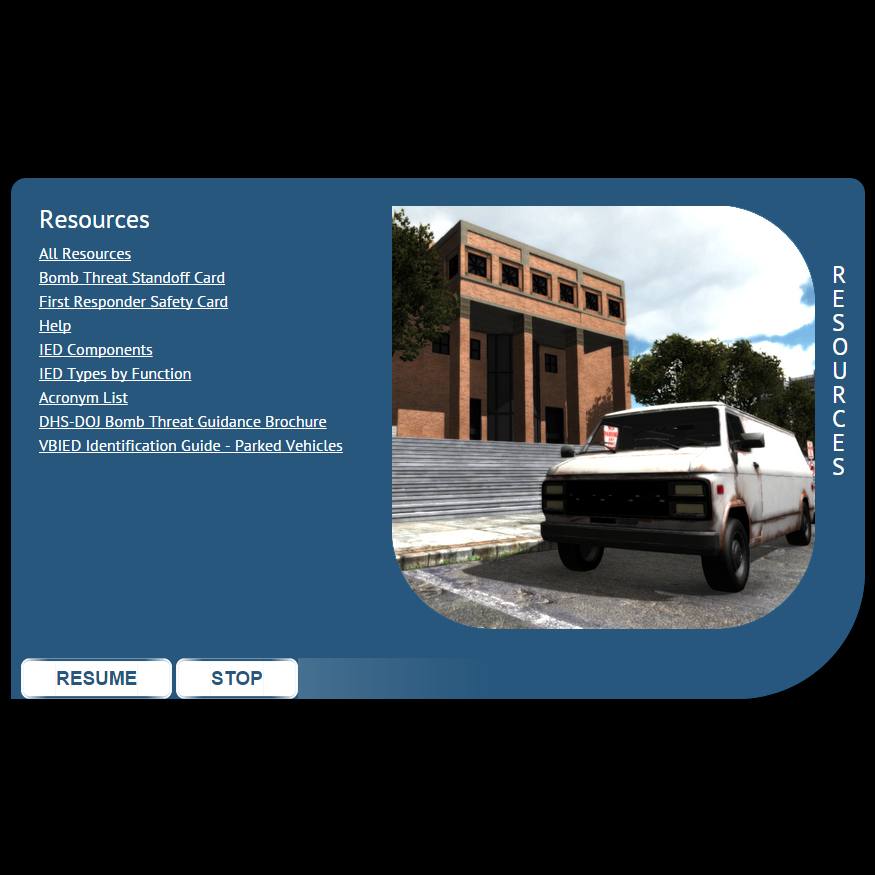 Resources
All Resources
Bomb Threat Standoff Card
First Responder Safety Card
Help
IED Components
IED Types by Function
Acronym List
DHS-DOJ Bomb Threat Guidance Brochure
VBIED Identification Guide - Parked Vehicles
RESOURCES
RESUME
STOP